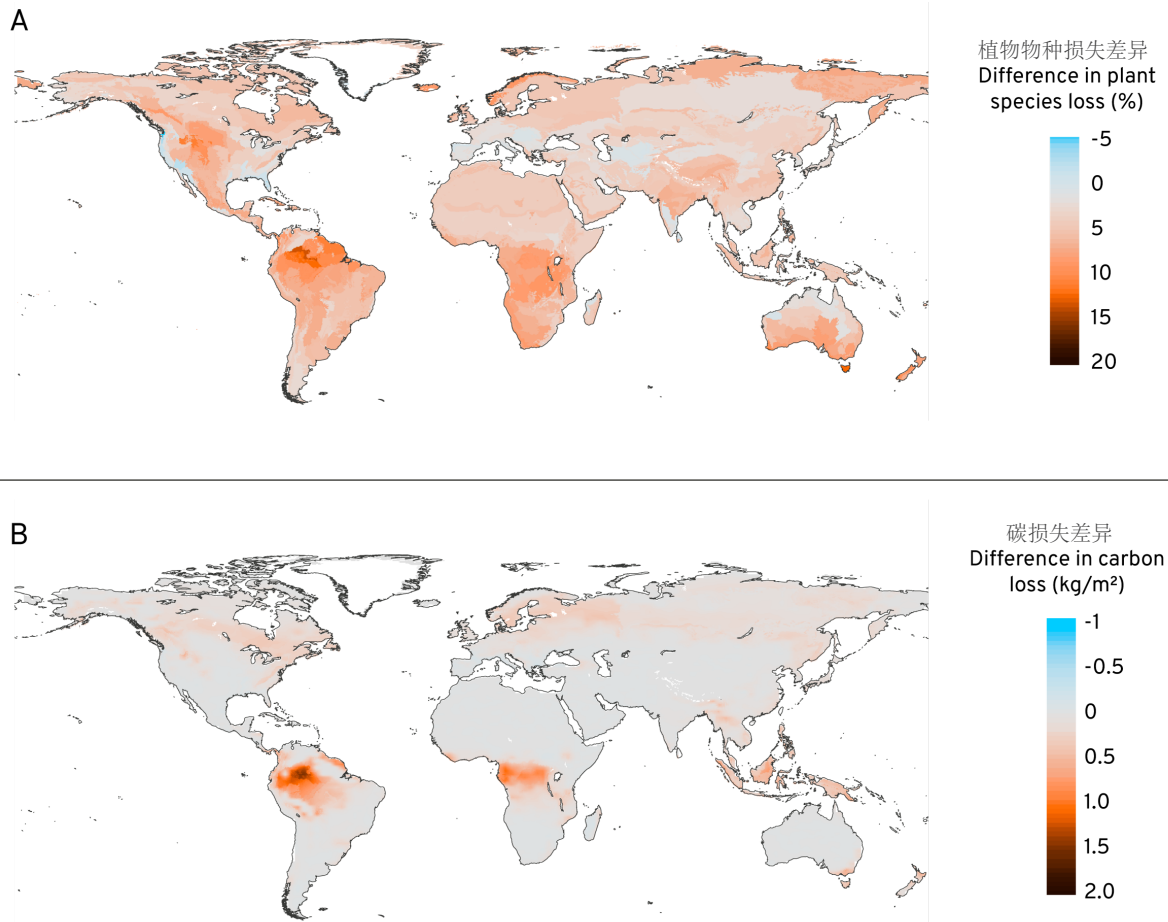 A
植物物种损失差异
Difference in plant
species loss (%)
-5
0
5
10
15
20
B
碳损失差异
Difference in carbon
loss (kg/m²)
-1
-0.5
0
0.5
1.0
1.5
2.0